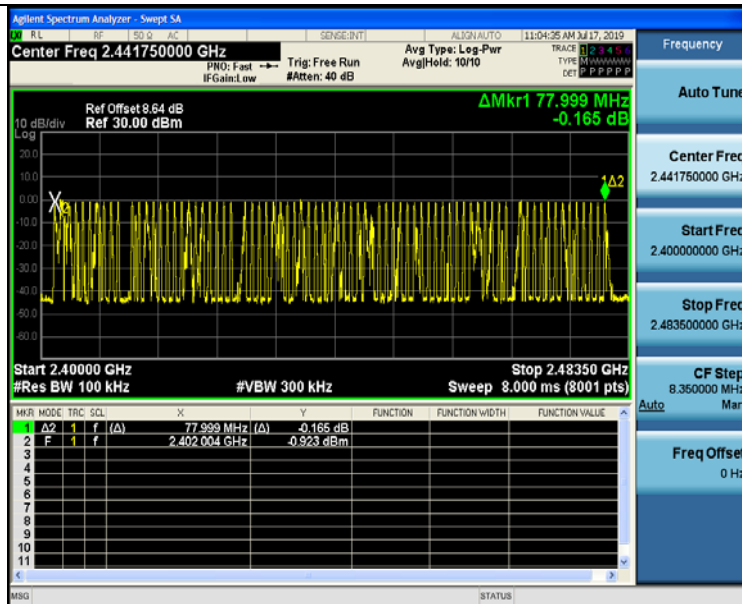 Agilent Spectrum Analyzer - Swept SA
RL RF 50 Ω AC SENSE:INT ALIGN AUTO 11:04:35 AM Jul 17, 2019
Center Freq 2.441750000 GHz
PNO: Fast
IFGain:Low
Trig: Free Run
#Atten: 40 dB
Avg Type: Log-Pwr
Avg|Hold: 10/10
TRACE 1 2 3 4 5 6
TYPE M W W W W W
DET P P P P P P
Ref Offset 8.64 dB
Ref 30.00 dBm
10 dB/div
Log
ΔMkr1 77.999 MHz
-0.165 dB
20.0
10.0
0.00
-10.0
-20.0
-30.0
-40.0
-50.0
-60.0
1Δ2
Start 2.40000 GHz
Stop 2.48350 GHz
#Res BW 100 kHz #VBW 300 kHz Sweep 8.000 ms (8001 pts)
MKR MODE TRC SCL X Y FUNCTION FUNCTION WIDTH FUNCTION VALUE
1 Δ2 1 f (Δ) 77.999 MHz (Δ) -0.165 dB
2 F 1 f 2.402 004 GHz -0.923 dBm
3
4
5
6
7
8
9
10
11
MSG STATUS
Frequency
Auto Tune
Center Freq
2.441750000 GHz
Start Freq
2.400000000 GHz
Stop Freq
2.483500000 GHz
CF Step
8.350000 MHz
Auto Man
Freq Offset
0 Hz